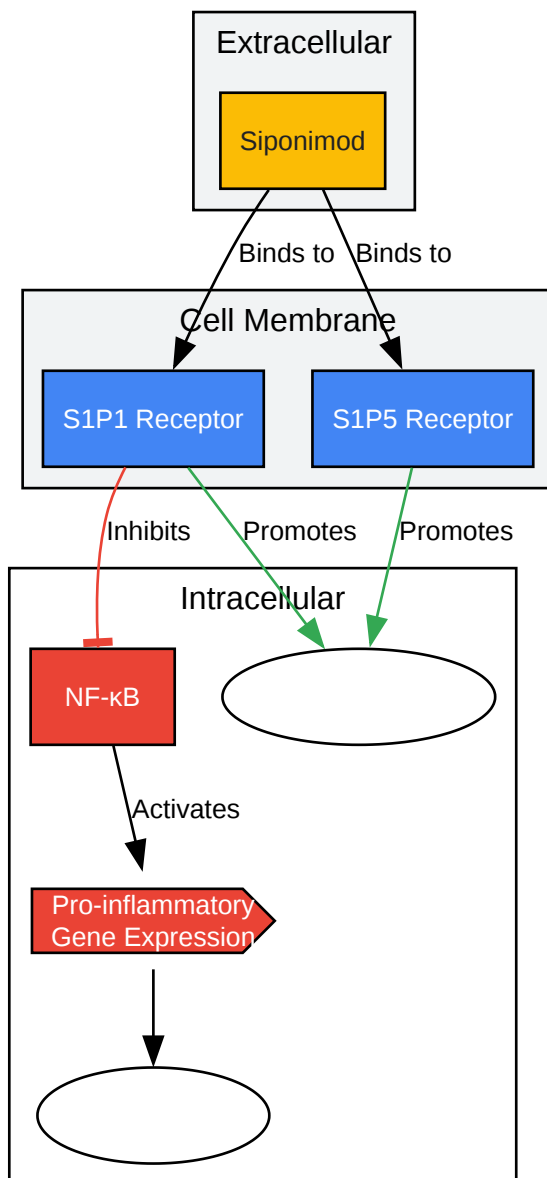 Extracellular
Siponimod
Binds to
Binds to
Cell Membrane
S1P1 Receptor
S1P5 Receptor
Inhibits
Promotes
Promotes
Intracellular
NF-κB
Activates
Pro-inflammatory
Gene Expression